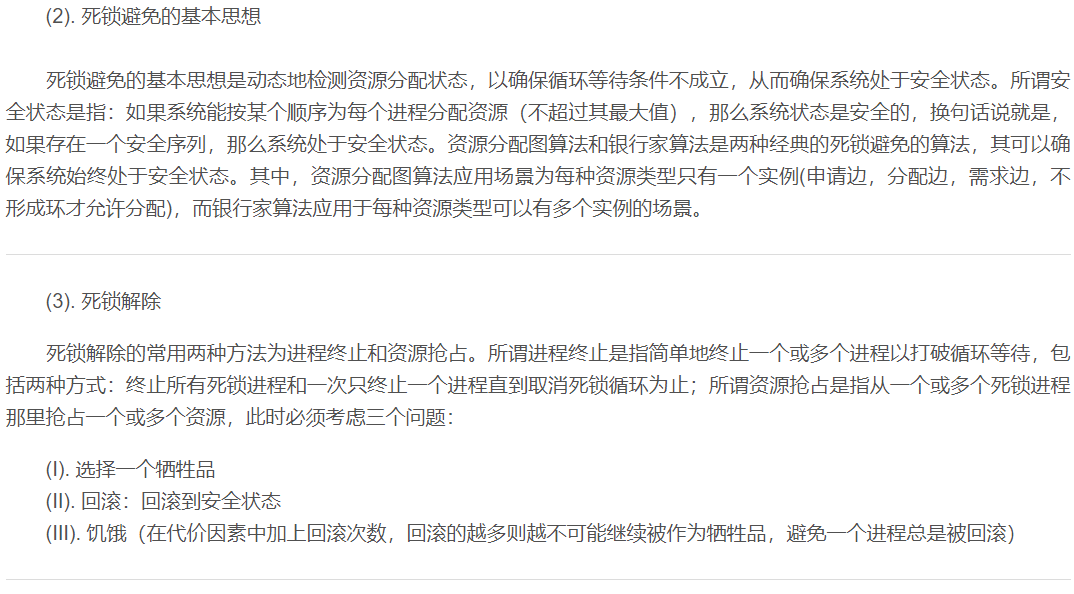 (2). 死锁避免的基本思想
死锁避免的基本思想是动态地检测资源分配状态，以确保循环等待条件不成立，从而确保系统处于安全状态。所谓安
全状态是指：如果系统能按某个顺序为每个进程分配资源（不超过其最大值），那么系统状态是安全的，换句话说就是，
如果存在一个安全序列，那么系统处于安全状态。资源分配图算法和银行家算法是两种经典的死锁避免的算法，其可以确
保系统始终处于安全状态。其中，资源分配图算法应用场景为每种资源类型只有一个实例(申请边，分配边，需求边，不
形成环才允许分配)，而银行家算法应用于每种资源类型可以有多个实例的场景。
(3). 死锁解除
死锁解除的常用两种方法为进程终止和资源抢占。所谓进程终止是指简单地终止一个或多个进程以打破循环等待，包
括两种方式：终止所有死锁进程和一次只终止一个进程直到取消死锁循环为止；所谓资源抢占是指从一个或多个死锁进程
那里抢占一个或多个资源，此时必须考虑三个问题：
(I). 选择一个牺牲品
(II). 回滚：回滚到安全状态
(III). 饥饿（在代价因素中加上回滚次数，回滚的越多则越不可能继续被作为牺牲品，避免一个进程总是被回滚）